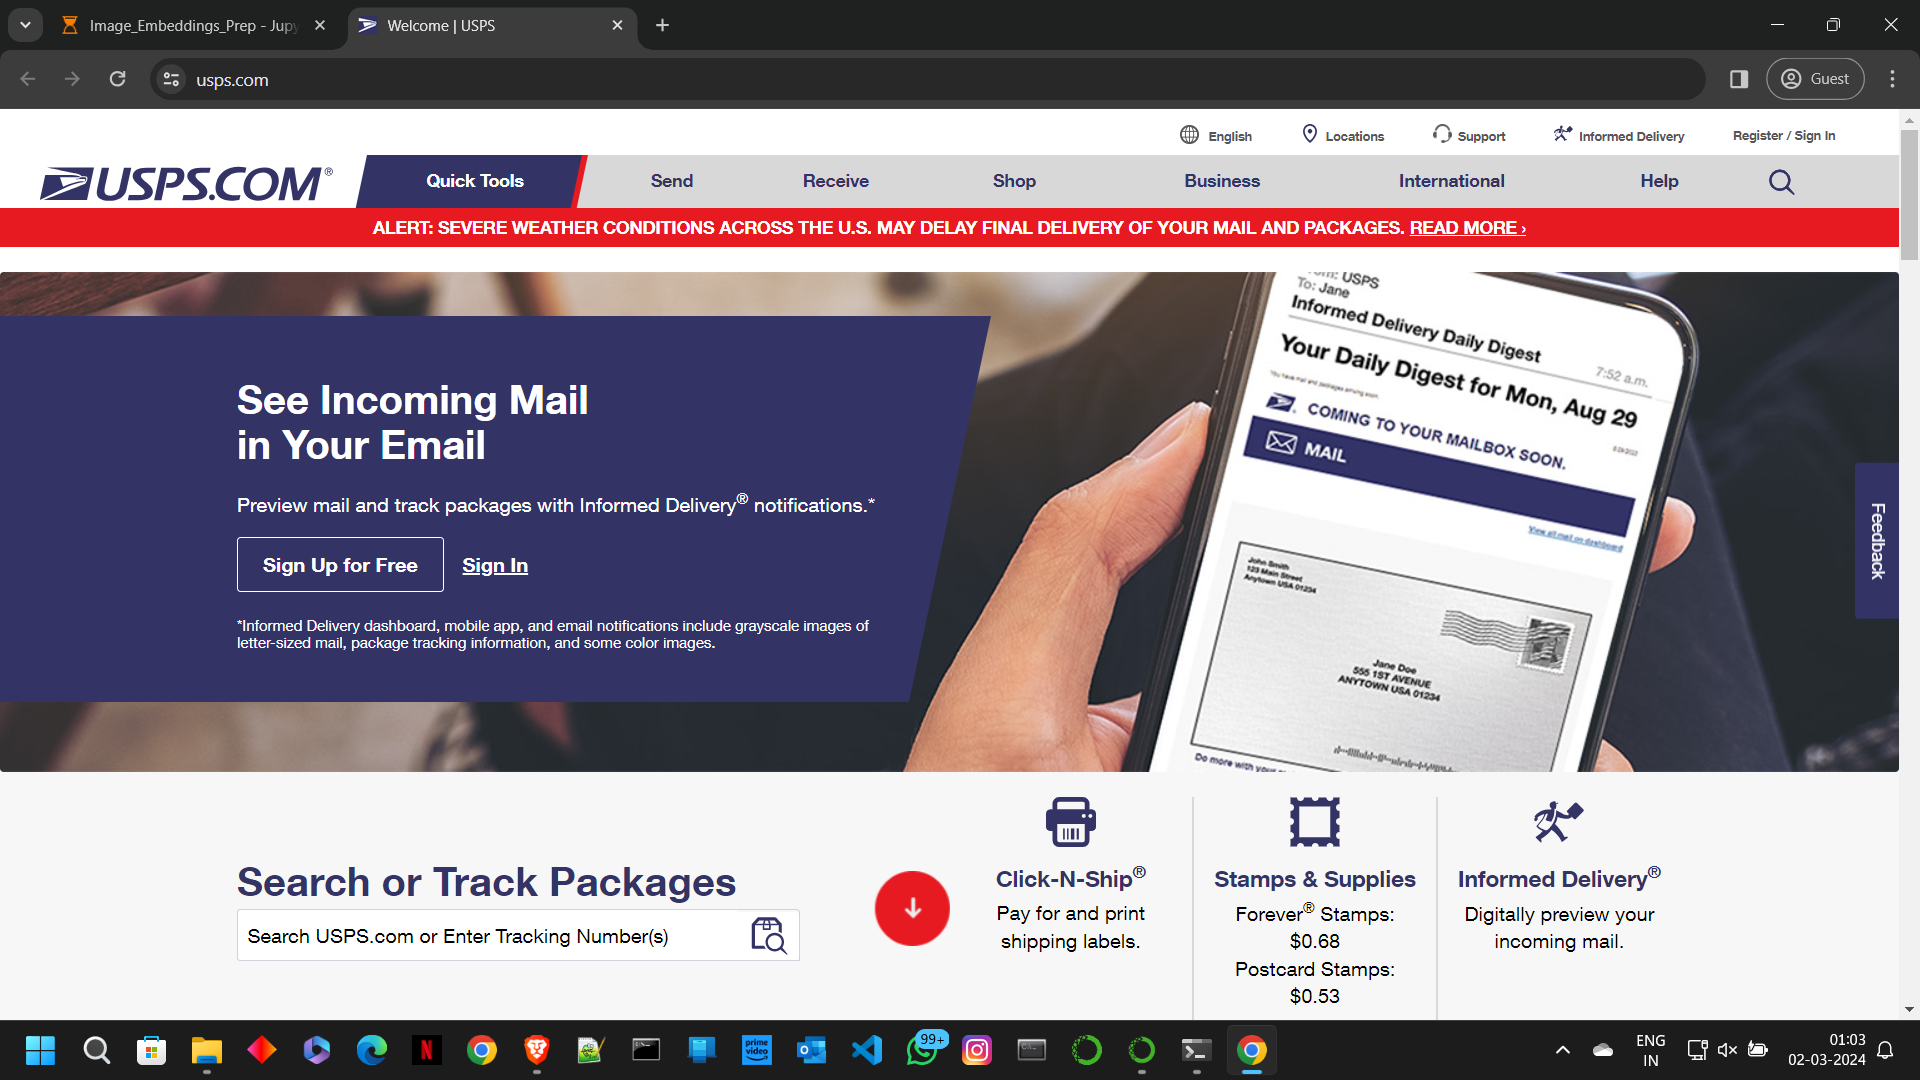 Image_Embeddings_Prep - Jupy
Welcome | USPS
usps.com
Guest
English
Locations
Support
Informed Delivery
Register / Sign In
USPS.COM®
Quick Tools
Send
Receive
Shop
Business
International
Help
ALERT: SEVERE WEATHER CONDITIONS ACROSS THE U.S. MAY DELAY FINAL DELIVERY OF YOUR MAIL AND PACKAGES. READ MORE ›
See Incoming Mail
in Your Email
Preview mail and track packages with Informed Delivery® notifications.*
Sign Up for Free
Sign In
*Informed Delivery dashboard, mobile app, and email notifications include grayscale images of
letter-sized mail, package tracking information, and some color images.
USPS
To: Jane
Informed Delivery Daily Digest
7:52 a.m.
Your Daily Digest for Mon, Aug 29
COMING TO YOUR MAILBOX SOON.
MAIL
View all mail on dashboard
John Smith
123 Main Street
Anytown USA 01234
Jane Doe
555 1ST AVENUE
ANYTOWN USA 01234
Do more with your
Feedback
Search or Track Packages
Search USPS.com or Enter Tracking Number(s)
Click-N-Ship®
Pay for and print
shipping labels.
Stamps & Supplies
Forever® Stamps:
$0.68
Postcard Stamps:
$0.53
Informed Delivery®
Digitally preview your
incoming mail.
prime
video
99+
ENG
IN
01:03
02-03-2024